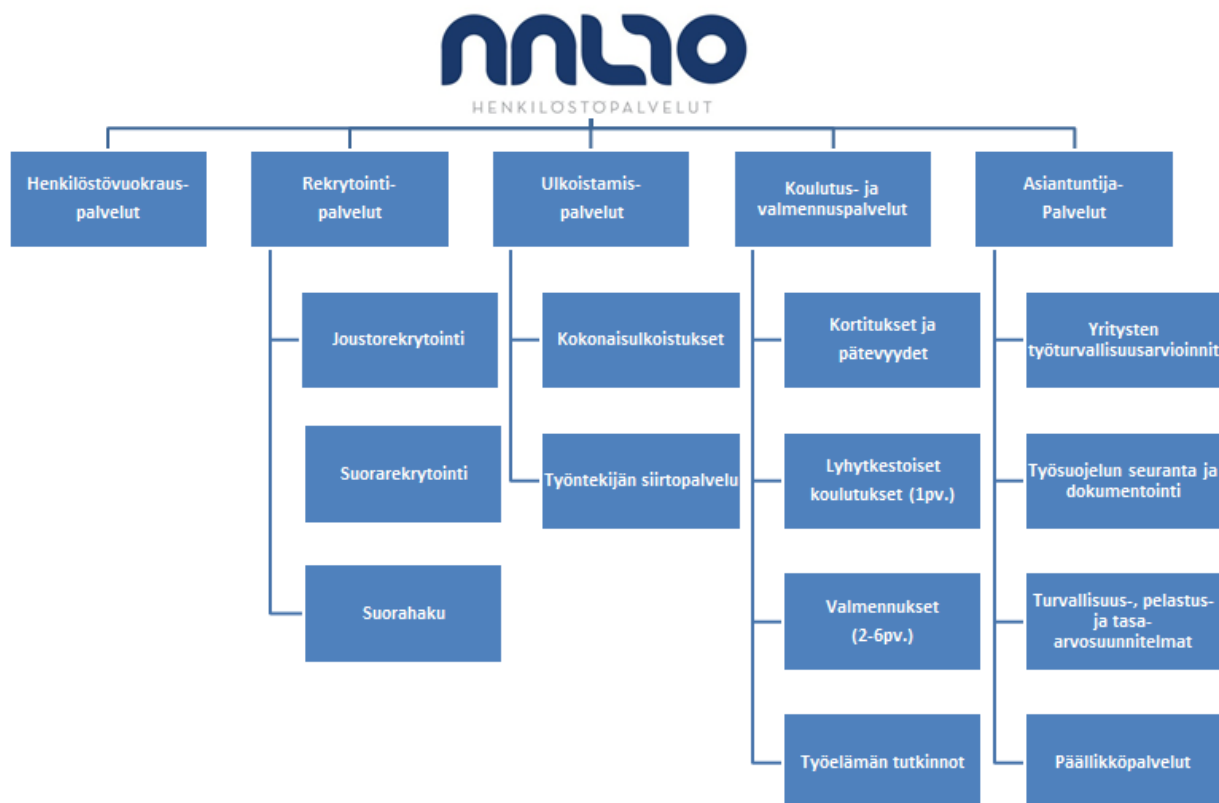 AALTO
HENKILÖSTÖPALVELUT
Henkilöstövuokraus-
palvelut
Rekrytointi-
palvelut
Ulkoistamis-
palvelut
Koulutus- ja
valmennuspalvelut
Asiantuntija-
Palvelut
Joustorekrytointi
Suorarekrytointi
Suorahaku
Kokonaisulkoistukset
Työntekijän siirtopalvelu
Kortitukset ja
pätevyydet
Lyhytkestoiset
koulutukset (1pv.)
Valmennukset
(2-6pv.)
Työelämän tutkinnot
Yritysten
työturvallisuusarvioinnit
Työsuojelun seuranta ja
dokumentointi
Turvallisuus-, pelastus-
ja tasa-
arvosuunnitelmat
Päällikköpalvelut